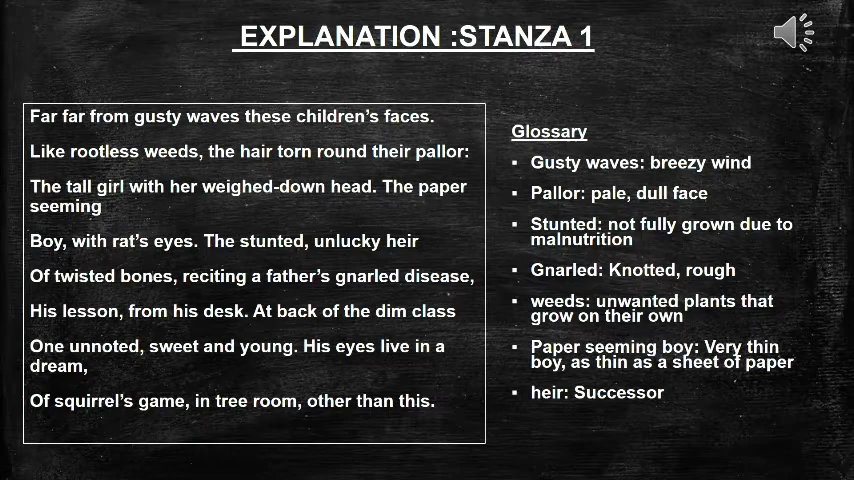 EXPLANATION :STANZA 1
Far far from gusty waves these children's faces.
Like rootless weeds, the hair torn round their pallor:
The tall girl with her weighed-down head. The paper
seeming
Boy, with rat's eyes. The stunted, unlucky heir
Of twisted bones, reciting a father's gnarled disease,
His lesson, from his desk. At back of the dim class
One unnoted, sweet and young. His eyes live in a
dream,
Of squirrel's game, in tree room, other than this.
Glossary
▪ Gusty waves: breezy wind
▪ Pallor: pale, dull face
▪ Stunted: not fully grown due to
malnutrition
▪ Gnarled: Knotted, rough
▪ weeds: unwanted plants that
grow on their own
▪ Paper seeming boy: Very thin
boy, as thin as a sheet of paper
▪ heir: Successor